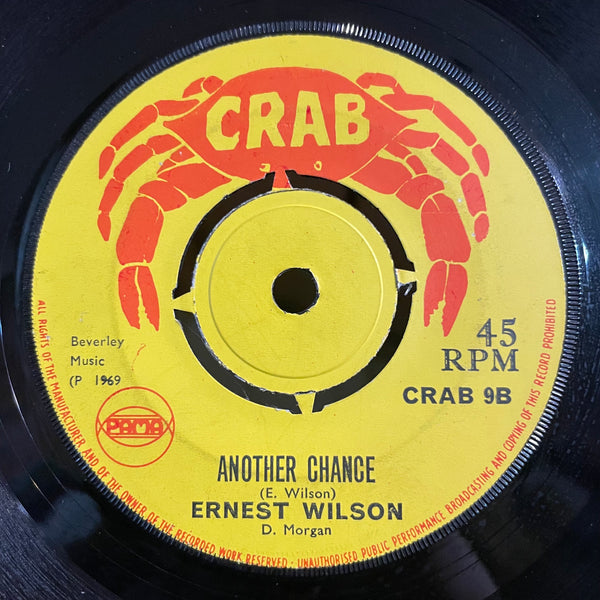 CRAB
Beverley
Music
(P 1969
45
RPM
CRAB 9B
PAMA
ANOTHER CHANCE
(E. Wilson)
ERNEST WILSON
D. Morgan
ALL RIGHTS OF THE MANUFACTURER AND OF THE OWNER OF THE RECORDED WORK RESERVED · UNAUTHORISED PUBLIC PERFORMANCE BROADCASTING AND COPYING OF THIS RECORD PROHIBITED